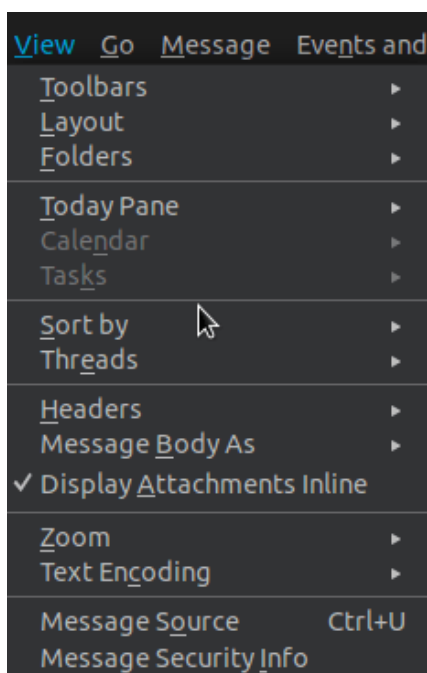 View Go Message Events and
Toolbars
Layout
Folders
Today Pane
Calendar
Tasks
Sort by
Threads
Headers
Message Body As
✓ Display Attachments Inline
Zoom
Text Encoding
Message Source Ctrl+U
Message Security Info